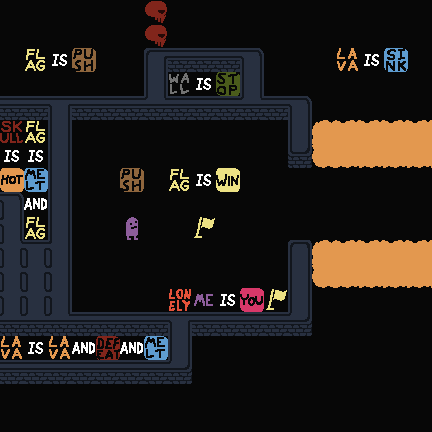 FLAG IS PUSH
LAVA IS SINK
WALL IS STOP
SKULL FLAG
IS IS
HOT MELT
AND
FLAG
PUSH
FLAG IS WIN
LONELY ME IS YOU
LAVA IS LAVA AND DEFEAT AND MELT